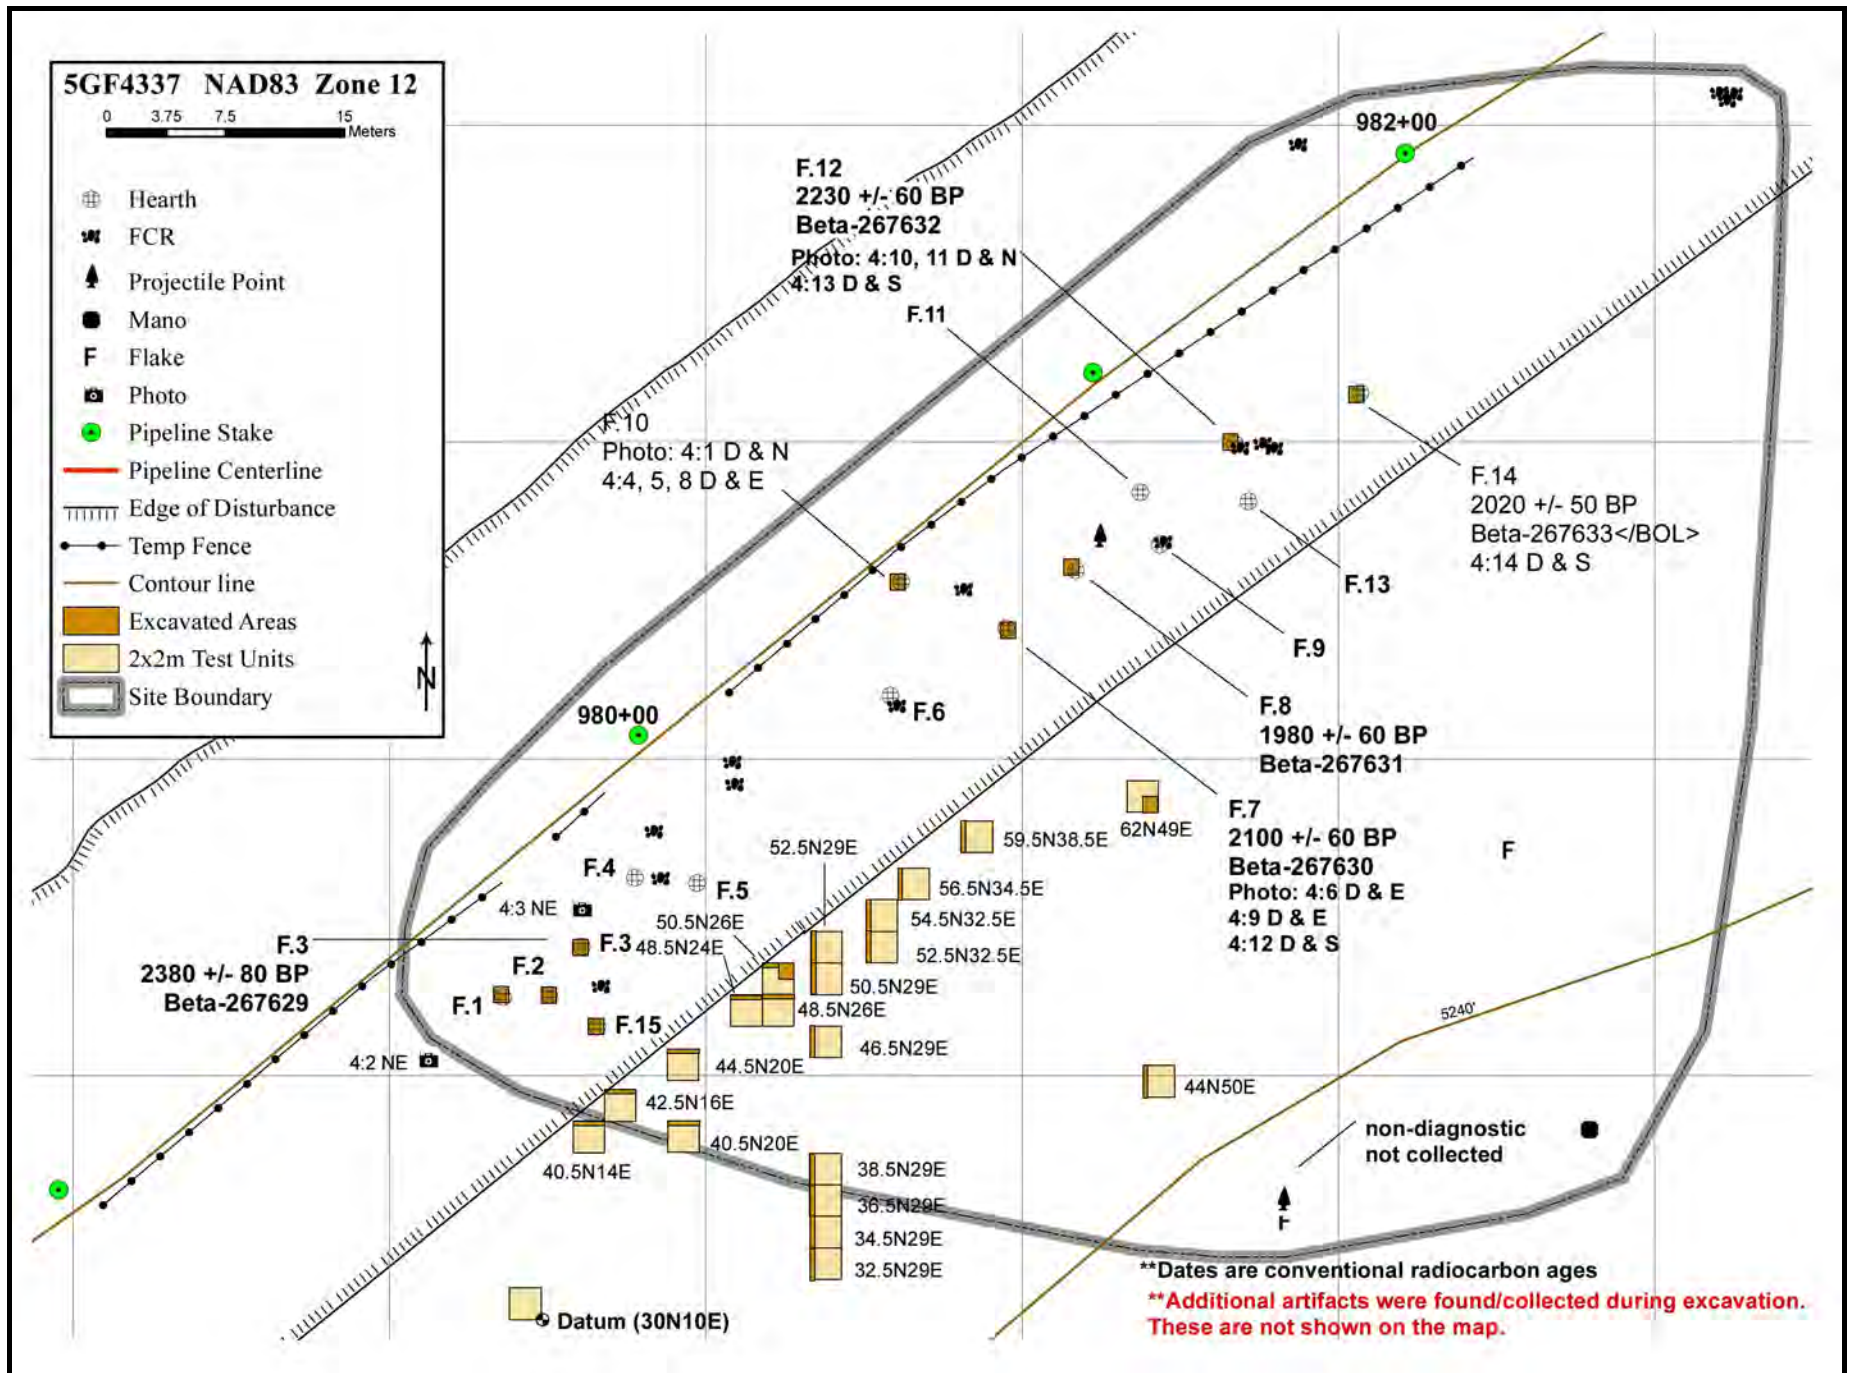 5GF4337 NAD83 Zone 12
0 3.75 7.5 15
Meters
Hearth
FCR
Projectile Point
Mano
F Flake
Photo
Pipeline Stake
Pipeline Centerline
Edge of Disturbance
Temp Fence
Contour line
Excavated Areas
2x2m Test Units
Site Boundary
N
982+00
F.12
2230 +/- 60 BP
Beta-267632
Photo: 4:10, 11 D & N
4:13 D & S
F.11
F.10
Photo: 4:1 D & N
4:4, 5, 8 D & E
F.14
2020 +/- 50 BP
Beta-267633</BOL>
4:14 D & S
F.13
F.9
F.8
1980 +/- 60 BP
Beta-267631
F.6
980+00
F.7
2100 +/- 60 BP
Beta-267630
Photo: 4:6 D & E
4:9 D & E
4:12 D & S
62N49E
59.5N38.5E
52.5N29E
F
F.4
F.5
56.5N34.5E
4:3 NE
50.5N26E
54.5N32.5E
F.3
2380 +/- 80 BP
Beta-267629
F.3
48.5N24E
52.5N32.5E
F.2
50.5N29E
F.1
48.5N26E
F.15
5240'
46.5N29E
4:2 NE
44.5N20E
44N50E
42.5N16E
40.5N20E
non-diagnostic
not collected
40.5N14E
38.5N29E
36.5N29E
F
34.5N29E
32.5N29E
Datum (30N10E)
**Dates are conventional radiocarbon ages
**Additional artifacts were found/collected during excavation.
These are not shown on the map.